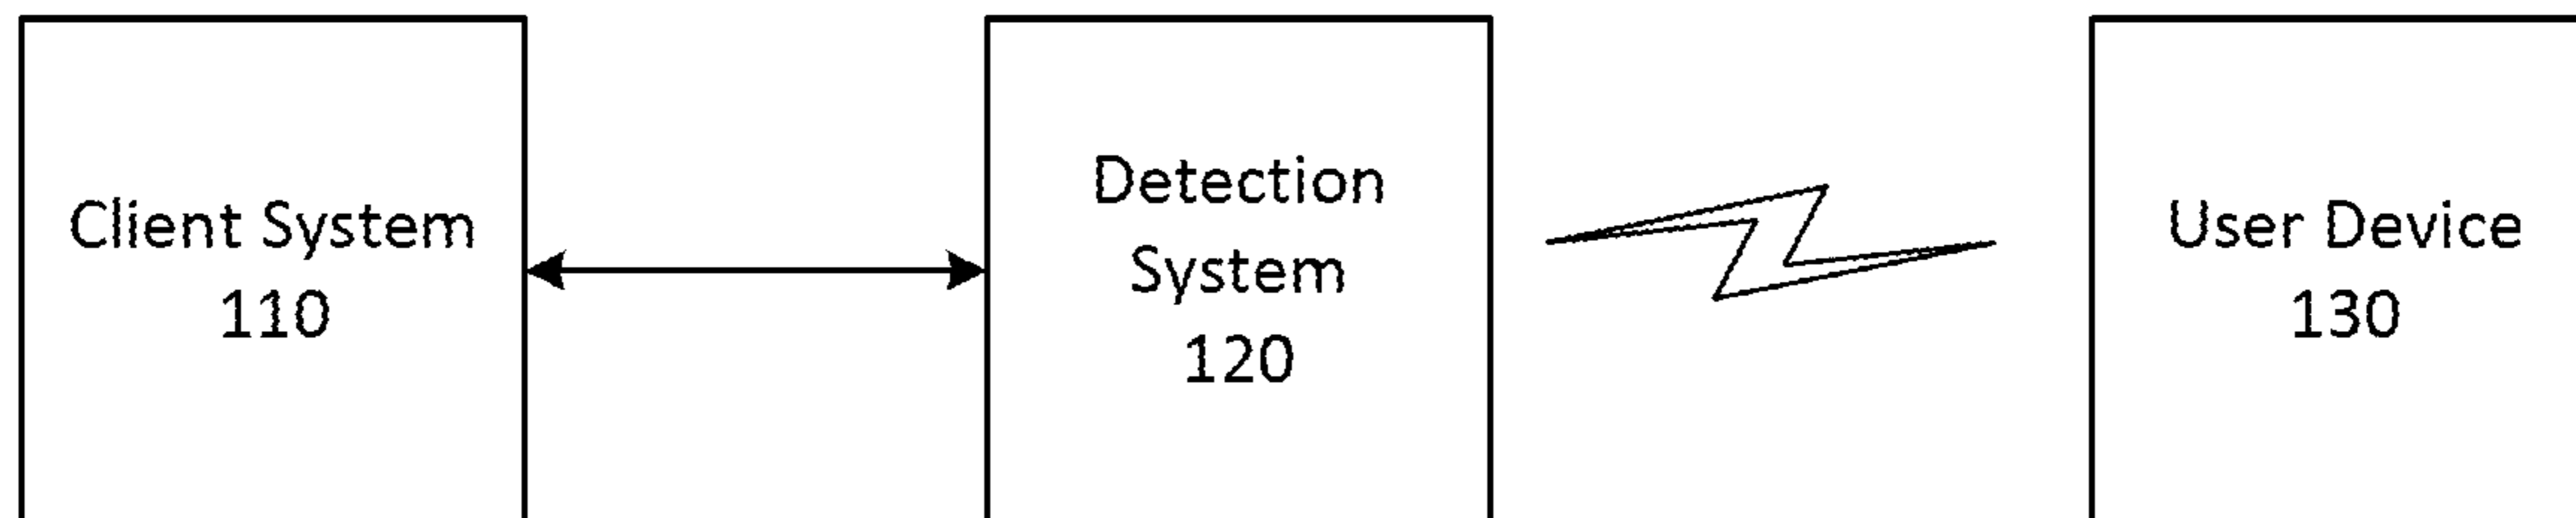 Client System
110
Detection
System
120
User Device
130